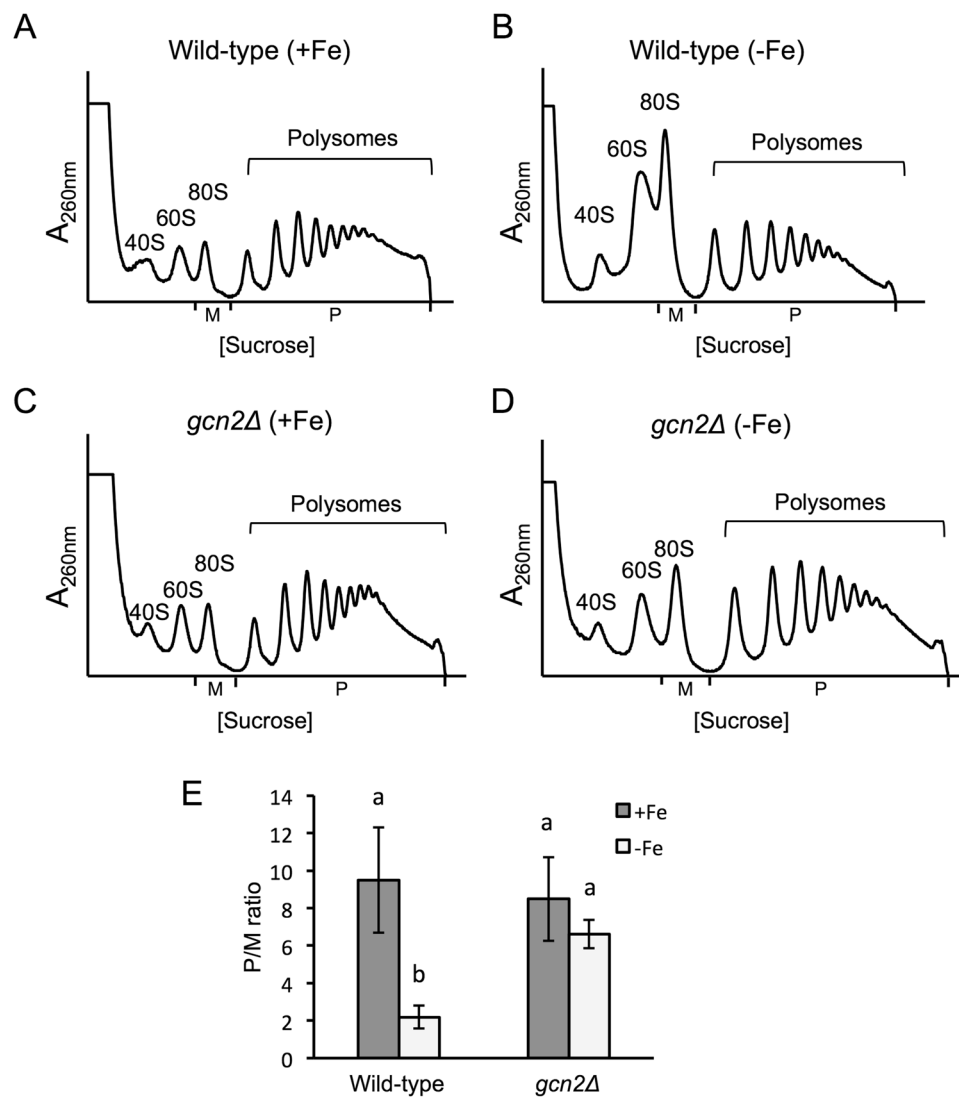 A
Wild-type (+Fe)
A260nm
40S
60S
80S
Polysomes
M
P
[Sucrose]
B
Wild-type (-Fe)
A260nm
40S
60S
80S
Polysomes
M
P
[Sucrose]
C
gcn2Δ (+Fe)
A260nm
40S
60S
80S
Polysomes
M
P
[Sucrose]
D
gcn2Δ (-Fe)
A260nm
40S
60S
80S
Polysomes
M
P
[Sucrose]
E
P/M ratio
14
12
10
8
6
4
2
0
a
b
a
a
+Fe
-Fe
Wild-type
gcn2Δ